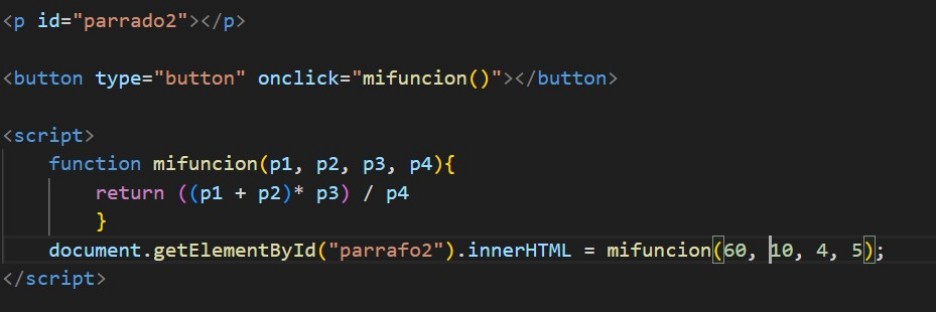 <p id="parrado2"></p>
<button type="button" onclick="mifuncion()"></button>
<script>
function mifuncion(p1, p2, p3, p4){
return ((p1 + p2)* p3) / p4
}
document.getElementById("parrafo2").innerHTML = mifuncion(60, 10, 4, 5);
</script>